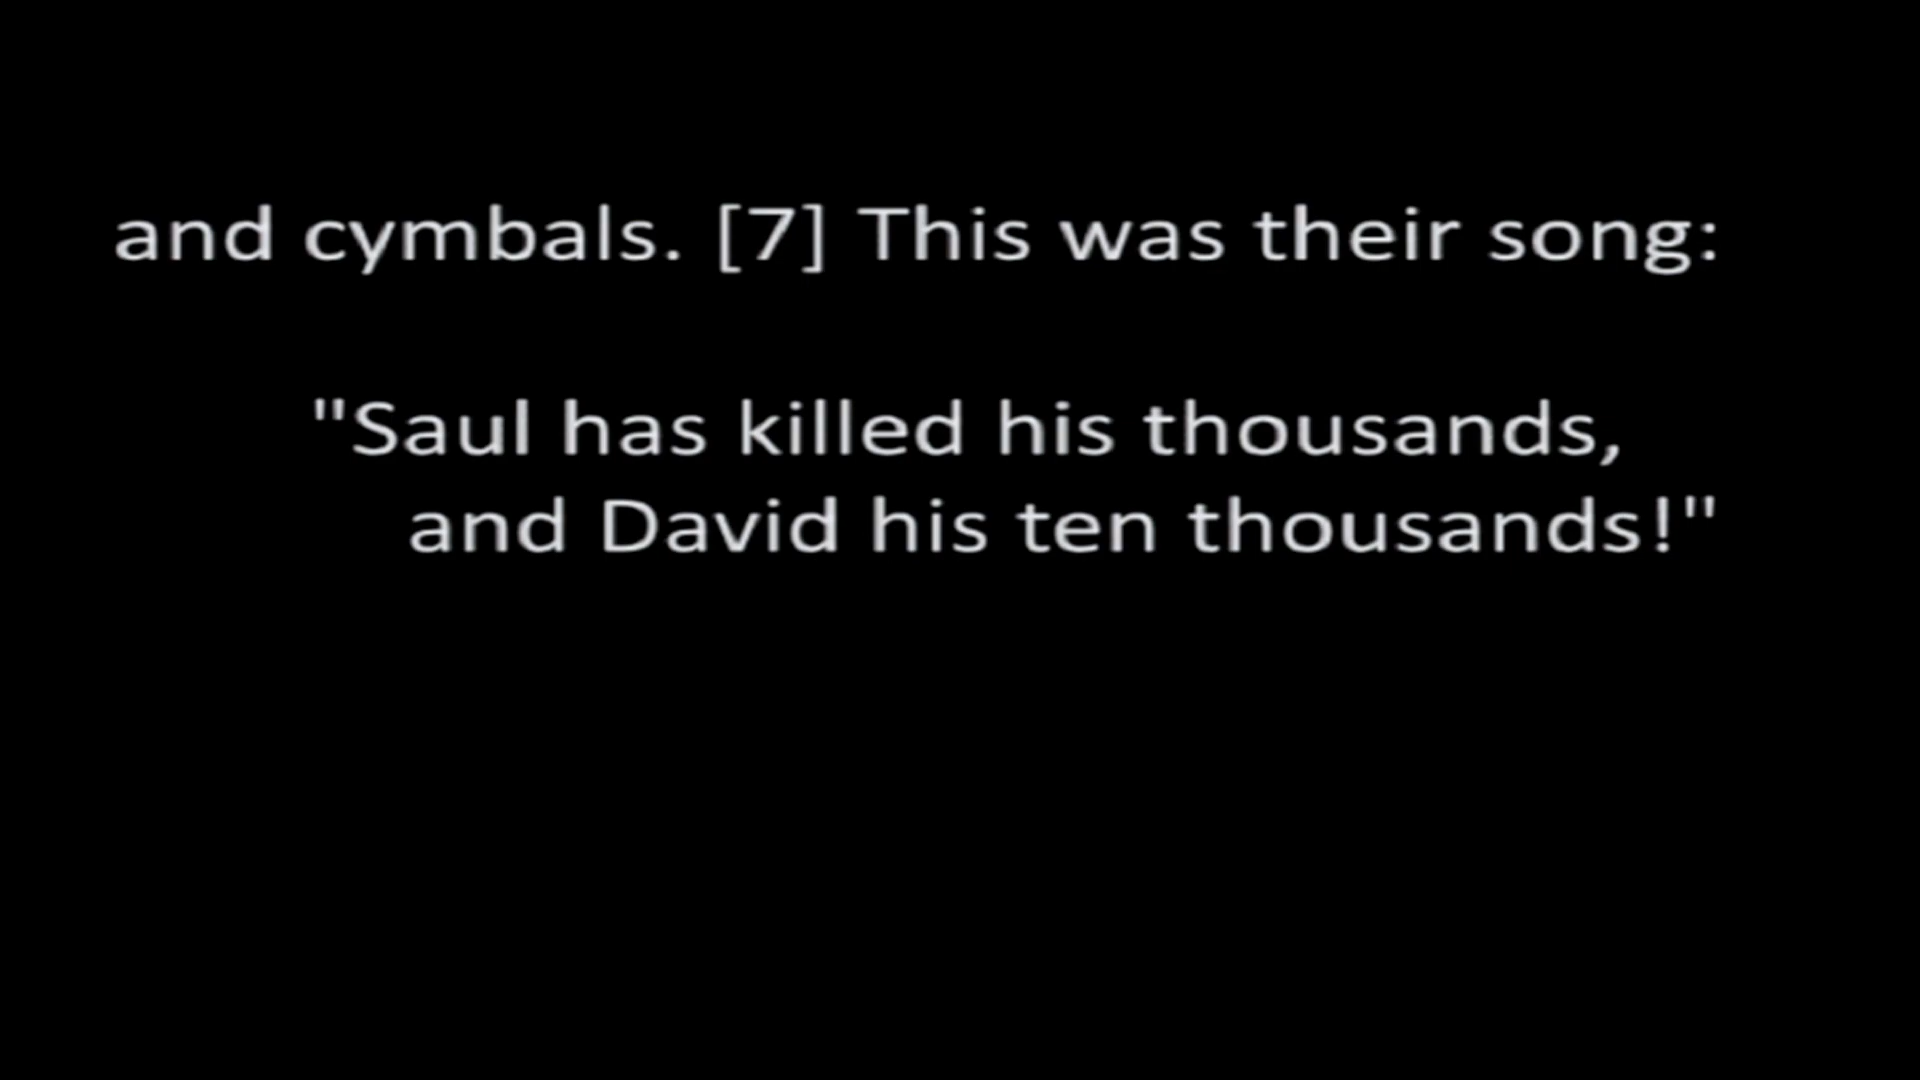 and cymbals. [7] This was their song:
"Saul has killed his thousands,
and David his ten thousands!"